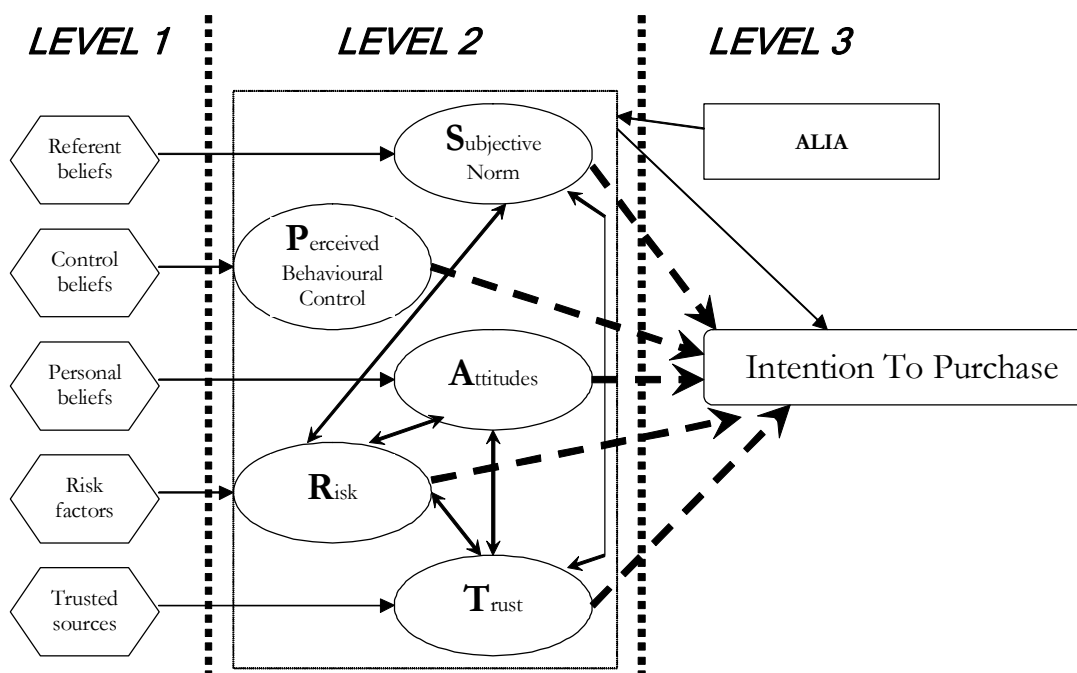 LEVEL 1
LEVEL 2
LEVEL 3
Referent
beliefs
Subjective
Norm
ALIA
Control
beliefs
Perceived
Behavioural
Control
Personal
beliefs
Attitudes
Intention To Purchase
Risk
factors
Risk
Trusted
sources
Trust